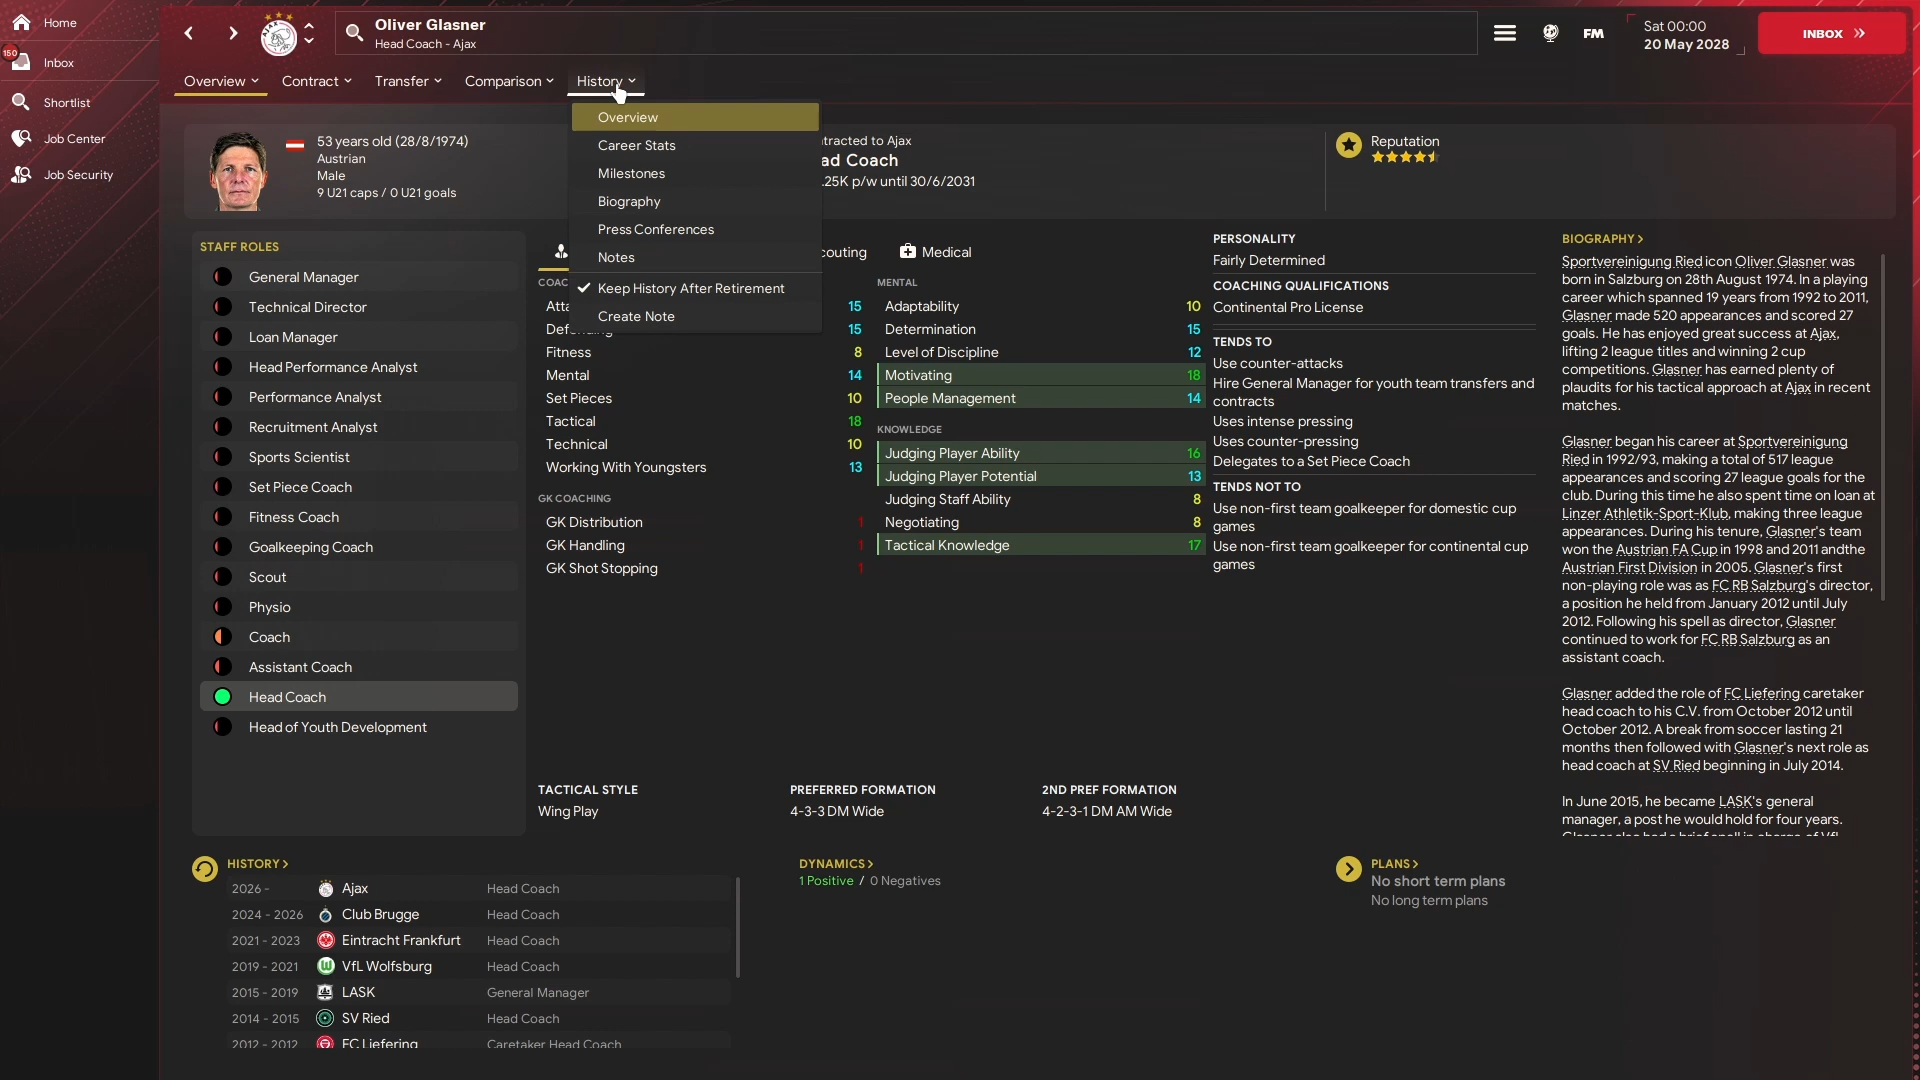 Home
150
Inbox
Shortlist
Job Center
Job Security
Oliver Glasner
Head Coach - Ajax
FM
Sat 00:00
20 May 2028
INBOX
Overview
Contract
Transfer
Comparison
History
Overview
Career Stats
Milestones
Biography
Press Conferences
Notes
Keep History After Retirement
Create Note
53 years old (28/8/1974)
Austrian
Male
9 U21 caps / 0 U21 goals
tracted to Ajax
ad Coach
.25K p/w until 30/6/2031
Reputation
STAFF ROLES
General Manager
Technical Director
Loan Manager
Head Performance Analyst
Performance Analyst
Recruitment Analyst
Sports Scientist
Set Piece Coach
Fitness Coach
Goalkeeping Coach
Scout
Physio
Coach
Assistant Coach
Head Coach
Head of Youth Development
couting
Medical
COAC
Atta 15
Defending 15
Fitness 8
Mental 14
Set Pieces 10
Tactical 18
Technical 10
Working With Youngsters 13
GK COACHING
GK Distribution 1
GK Handling 1
GK Shot Stopping 1
MENTAL
Adaptability 10
Determination 15
Level of Discipline 12
Motivating 18
People Management 14
KNOWLEDGE
Judging Player Ability 16
Judging Player Potential 13
Judging Staff Ability 8
Negotiating 8
Tactical Knowledge 17
PERSONALITY
Fairly Determined
COACHING QUALIFICATIONS
Continental Pro License
TENDS TO
Use counter-attacks
Hire General Manager for youth team transfers and
contracts
Uses intense pressing
Uses counter-pressing
Delegates to a Set Piece Coach
TENDS NOT TO
Use non-first team goalkeeper for domestic cup
games
Use non-first team goalkeeper for continental cup
games
BIOGRAPHY >
Sportvereinigung Ried icon Oliver Glasner was
born in Salzburg on 28th August 1974. In a playing
career which spanned 19 years from 1992 to 2011,
Glasner made 520 appearances and scored 27
goals. He has enjoyed great success at Ajax,
lifting 2 league titles and winning 2 cup
competitions. Glasner has earned plenty of
plaudits for his tactical approach at Ajax in recent
matches.
Glasner began his career at Sportvereinigung
Ried in 1992/93, making a total of 517 league
appearances and scoring 27 league goals for the
club. During this time he also spent time on loan at
Linzer Athletik-Sport-Klub, making three league
appearances. During his tenure, Glasner's team
won the Austrian FA Cup in 1998 and 2011 andthe
Austrian First Division in 2005. Glasner's first
non-playing role was as FC RB Salzburg's director,
a position he held from January 2012 until July
2012. Following his spell as director, Glasner
continued to work for FC RB Salzburg as an
assistant coach.
Glasner added the role of FC Liefering caretaker
head coach to his C.V. from October 2012 until
October 2012. A break from soccer lasting 21
months then followed with Glasner's next role as
head coach at SV Ried beginning in July 2014.
In June 2015, he became LASK's general
manager, a post he would hold for four years.
Glasner also had a brief spell in charge of VfL
TACTICAL STYLE
Wing Play
PREFERRED FORMATION
4-3-3 DM Wide
2ND PREF FORMATION
4-2-3-1 DM AM Wide
HISTORY >
2026 - Ajax Head Coach
2024 - 2026 Club Brugge Head Coach
2021 - 2023 Eintracht Frankfurt Head Coach
2019 - 2021 VfL Wolfsburg Head Coach
2015 - 2019 LASK General Manager
2014 - 2015 SV Ried Head Coach
2012 - 2012 FC Liefering Caretaker Head Coach
DYNAMICS >
1 Positive / 0 Negatives
PLANS >
No short term plans
No long term plans